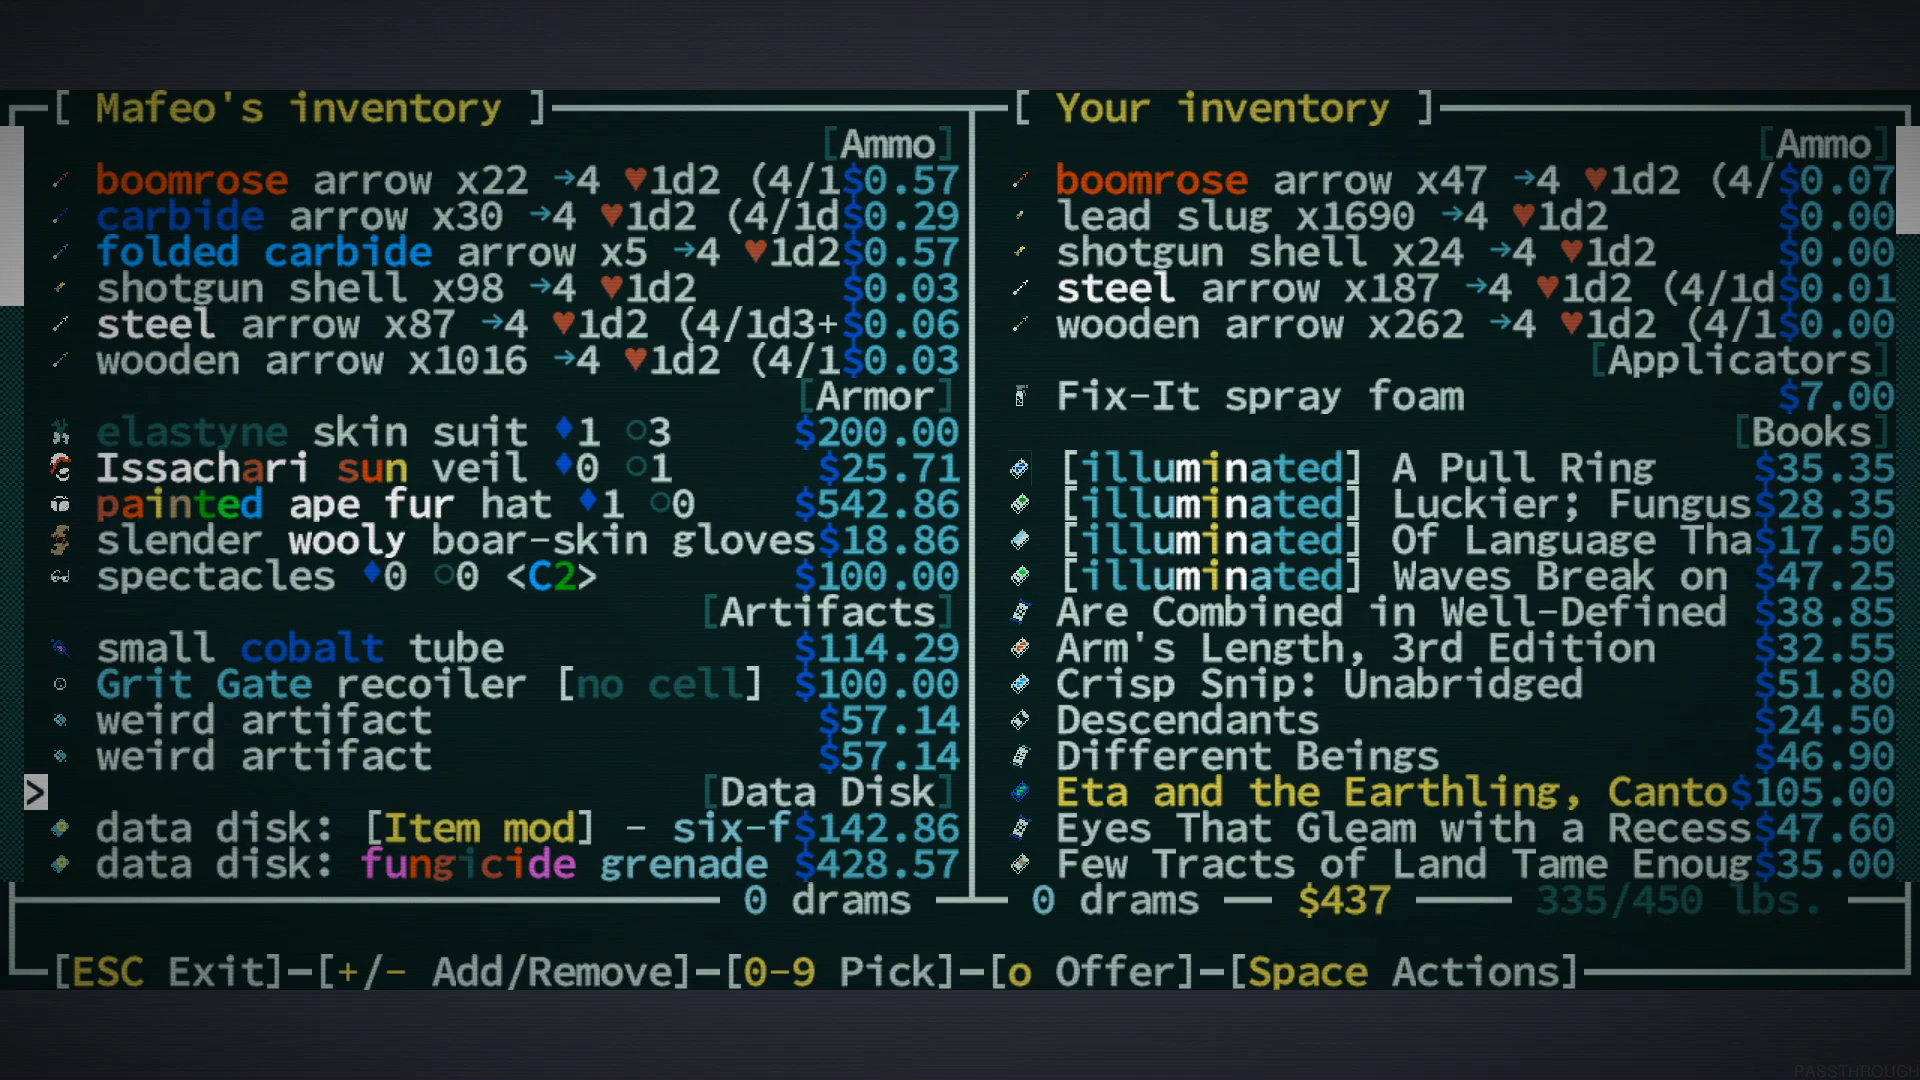 [ Mafeo's inventory ]
[Ammo]
boomrose arrow x22 →4 ♥1d2 (4/1$0.57
carbide arrow x30 →4 ♥1d2 (4/1d$0.29
folded carbide arrow x5 →4 ♥1d2$0.57
shotgun shell x98 →4 ♥1d2 $0.03
steel arrow x87 →4 ♥1d2 (4/1d3+$0.06
wooden arrow x1016 →4 ♥1d2 (4/1$0.03
[Armor]
elastyne skin suit ♦1 ○3 $200.00
Issachari sun veil ♦0 ○1 $25.71
painted ape fur hat ♦1 ○0 $542.86
slender wooly boar-skin gloves$18.86
spectacles ♦0 ○0 <C2> $100.00
[Artifacts]
small cobalt tube $114.29
Grit Gate recoiler [no cell] $100.00
weird artifact $57.14
weird artifact $57.14
> [Data Disk]
data disk: [Item mod] - six-f$142.86
data disk: fungicide grenade $428.57
0 drams
[ Your inventory ]
[Ammo]
boomrose arrow x47 →4 ♥1d2 (4/$0.07
lead slug x1690 →4 ♥1d2 $0.00
shotgun shell x24 →4 ♥1d2 $0.00
steel arrow x187 →4 ♥1d2 (4/1d$0.01
wooden arrow x262 →4 ♥1d2 (4/1$0.00
[Applicators]
Fix-It spray foam $7.00
[Books]
[illuminated] A Pull Ring $35.35
[illuminated] Luckier; Fungus$28.35
[illuminated] Of Language Tha$17.50
[illuminated] Waves Break on $47.25
Are Combined in Well-Defined $38.85
Arm's Length, 3rd Edition $32.55
Crisp Snip: Unabridged $51.80
Descendants $24.50
Different Beings $46.90
Eta and the Earthling, Canto$105.00
Eyes That Gleam with a Recess$47.60
Few Tracts of Land Tame Enoug$35.00
0 drams $437 335/450 lbs.
[ESC Exit]-[+/- Add/Remove]-[0-9 Pick]-[o Offer]-[Space Actions]
PASSTHROUGH